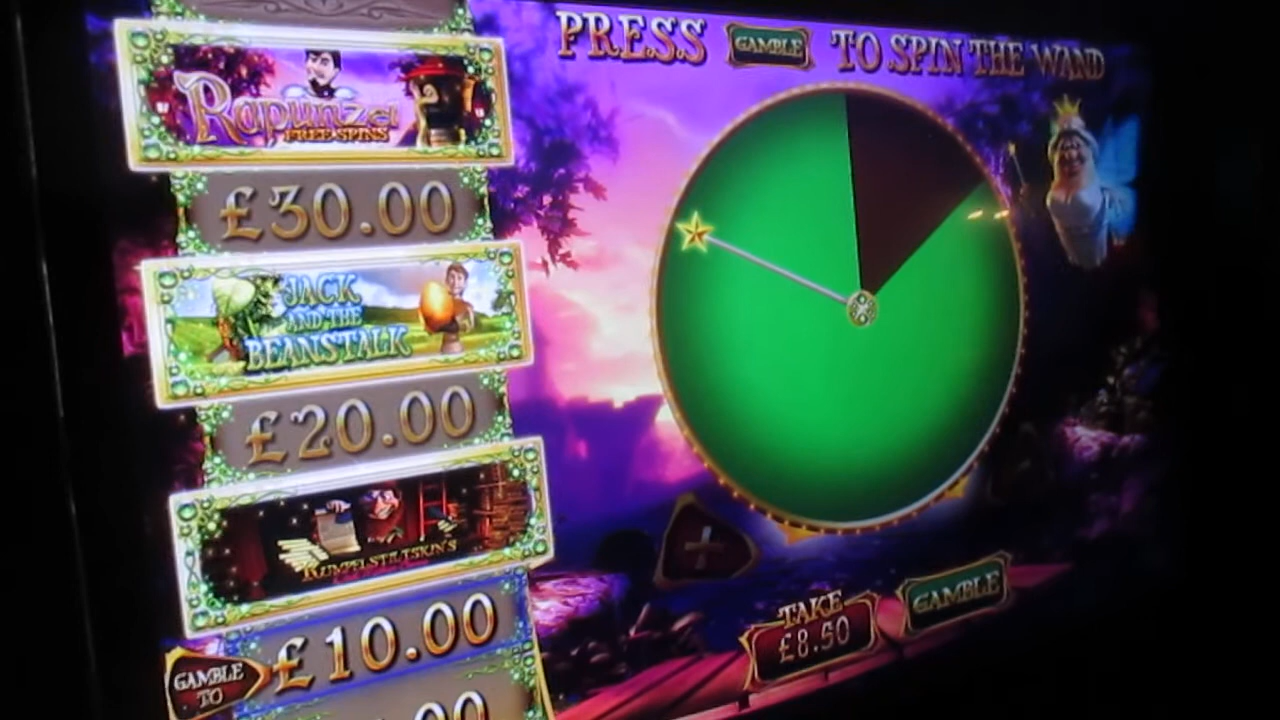 PRESS GAMBLE TO SPIN THE WAND
Rapunzel
FREE SPINS
£30.00
JACK
AND THE
BEANSTALK
£20.00
RUMPELSTILTSKIN'S
£10.00
GAMBLE
TO
TAKE
£8.50
GAMBLE